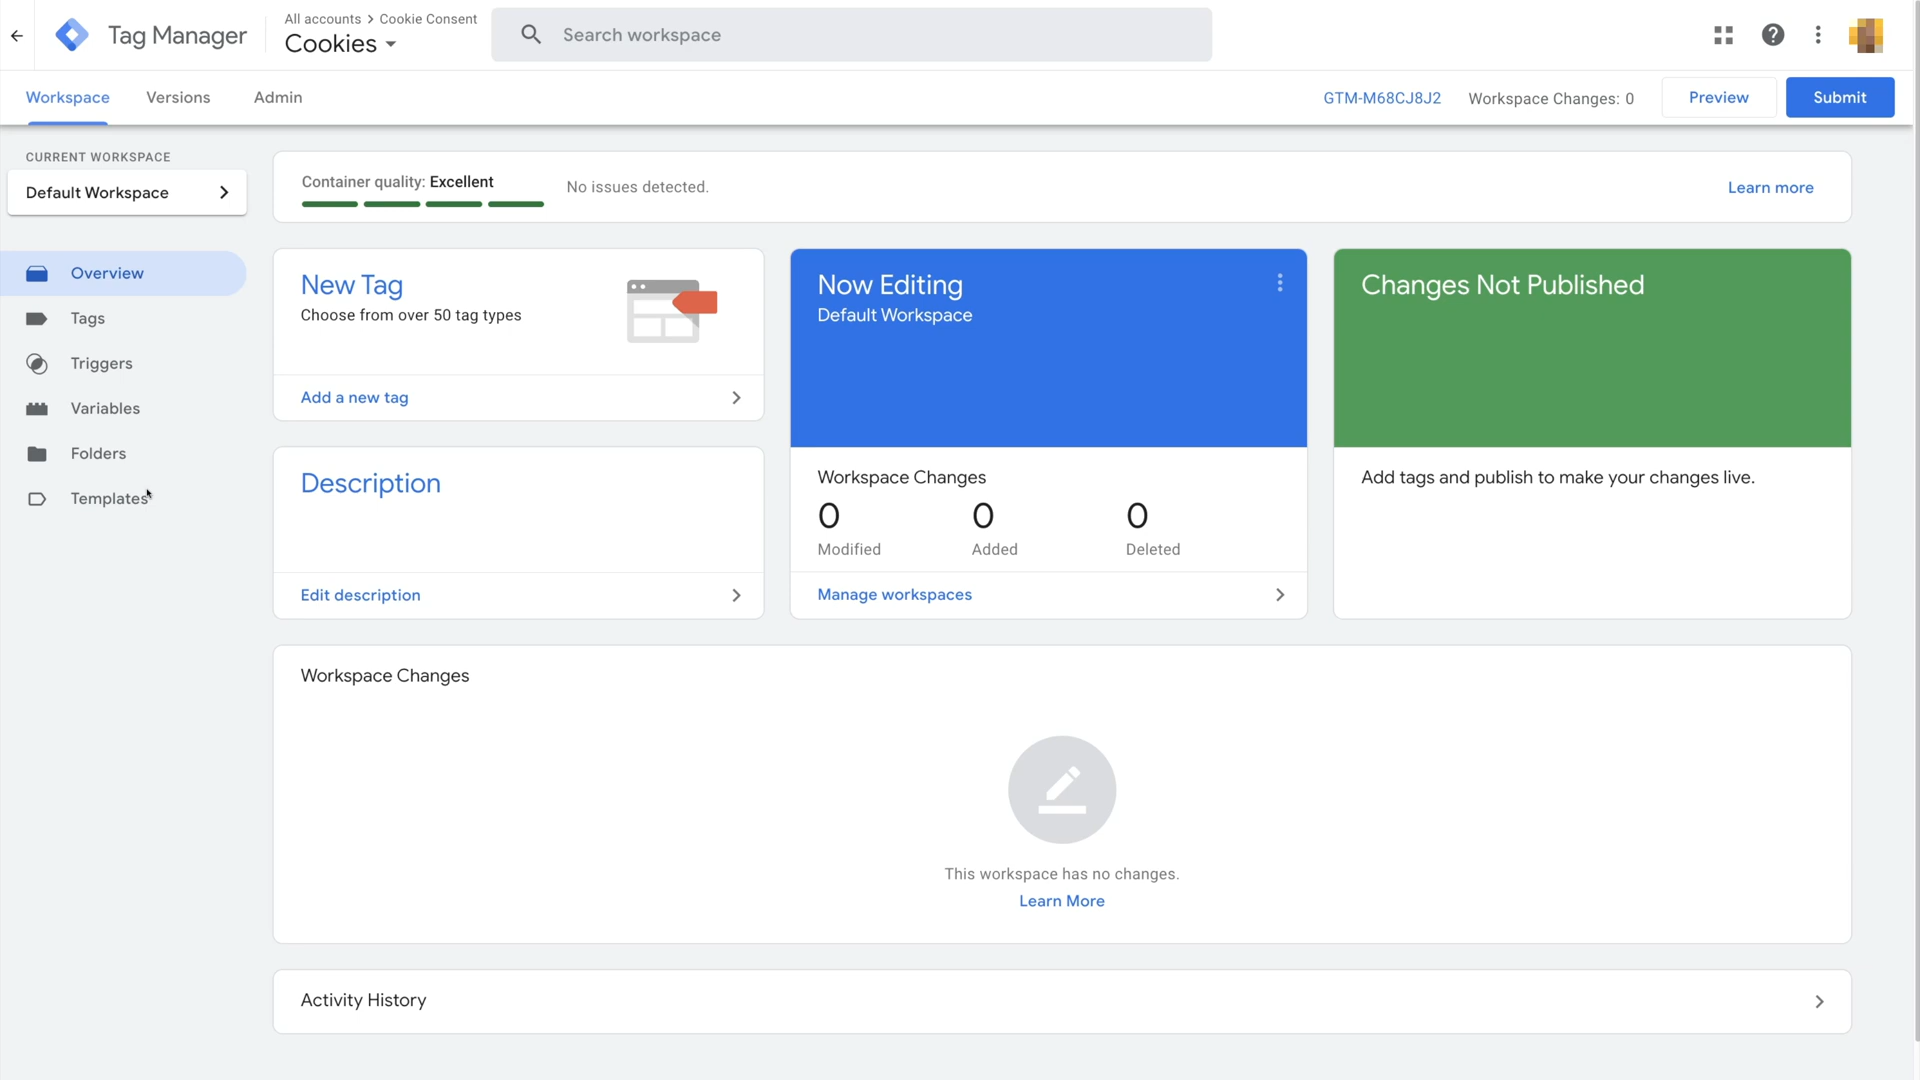 Tag Manager
All accounts > Cookie Consent
Cookies
Search workspace
Workspace
Versions
Admin
GTM-M68CJ8J2
Workspace Changes: 0
Preview
Submit
CURRENT WORKSPACE
Default Workspace
Overview
Tags
Triggers
Variables
Folders
Templates
Container quality: Excellent
No issues detected.
Learn more
New Tag
Choose from over 50 tag types
Add a new tag
Description
Edit description
Now Editing
Default Workspace
Workspace Changes
0 0 0
Modified Added Deleted
Manage workspaces
Changes Not Published
Add tags and publish to make your changes live.
Workspace Changes
This workspace has no changes.
Learn More
Activity History